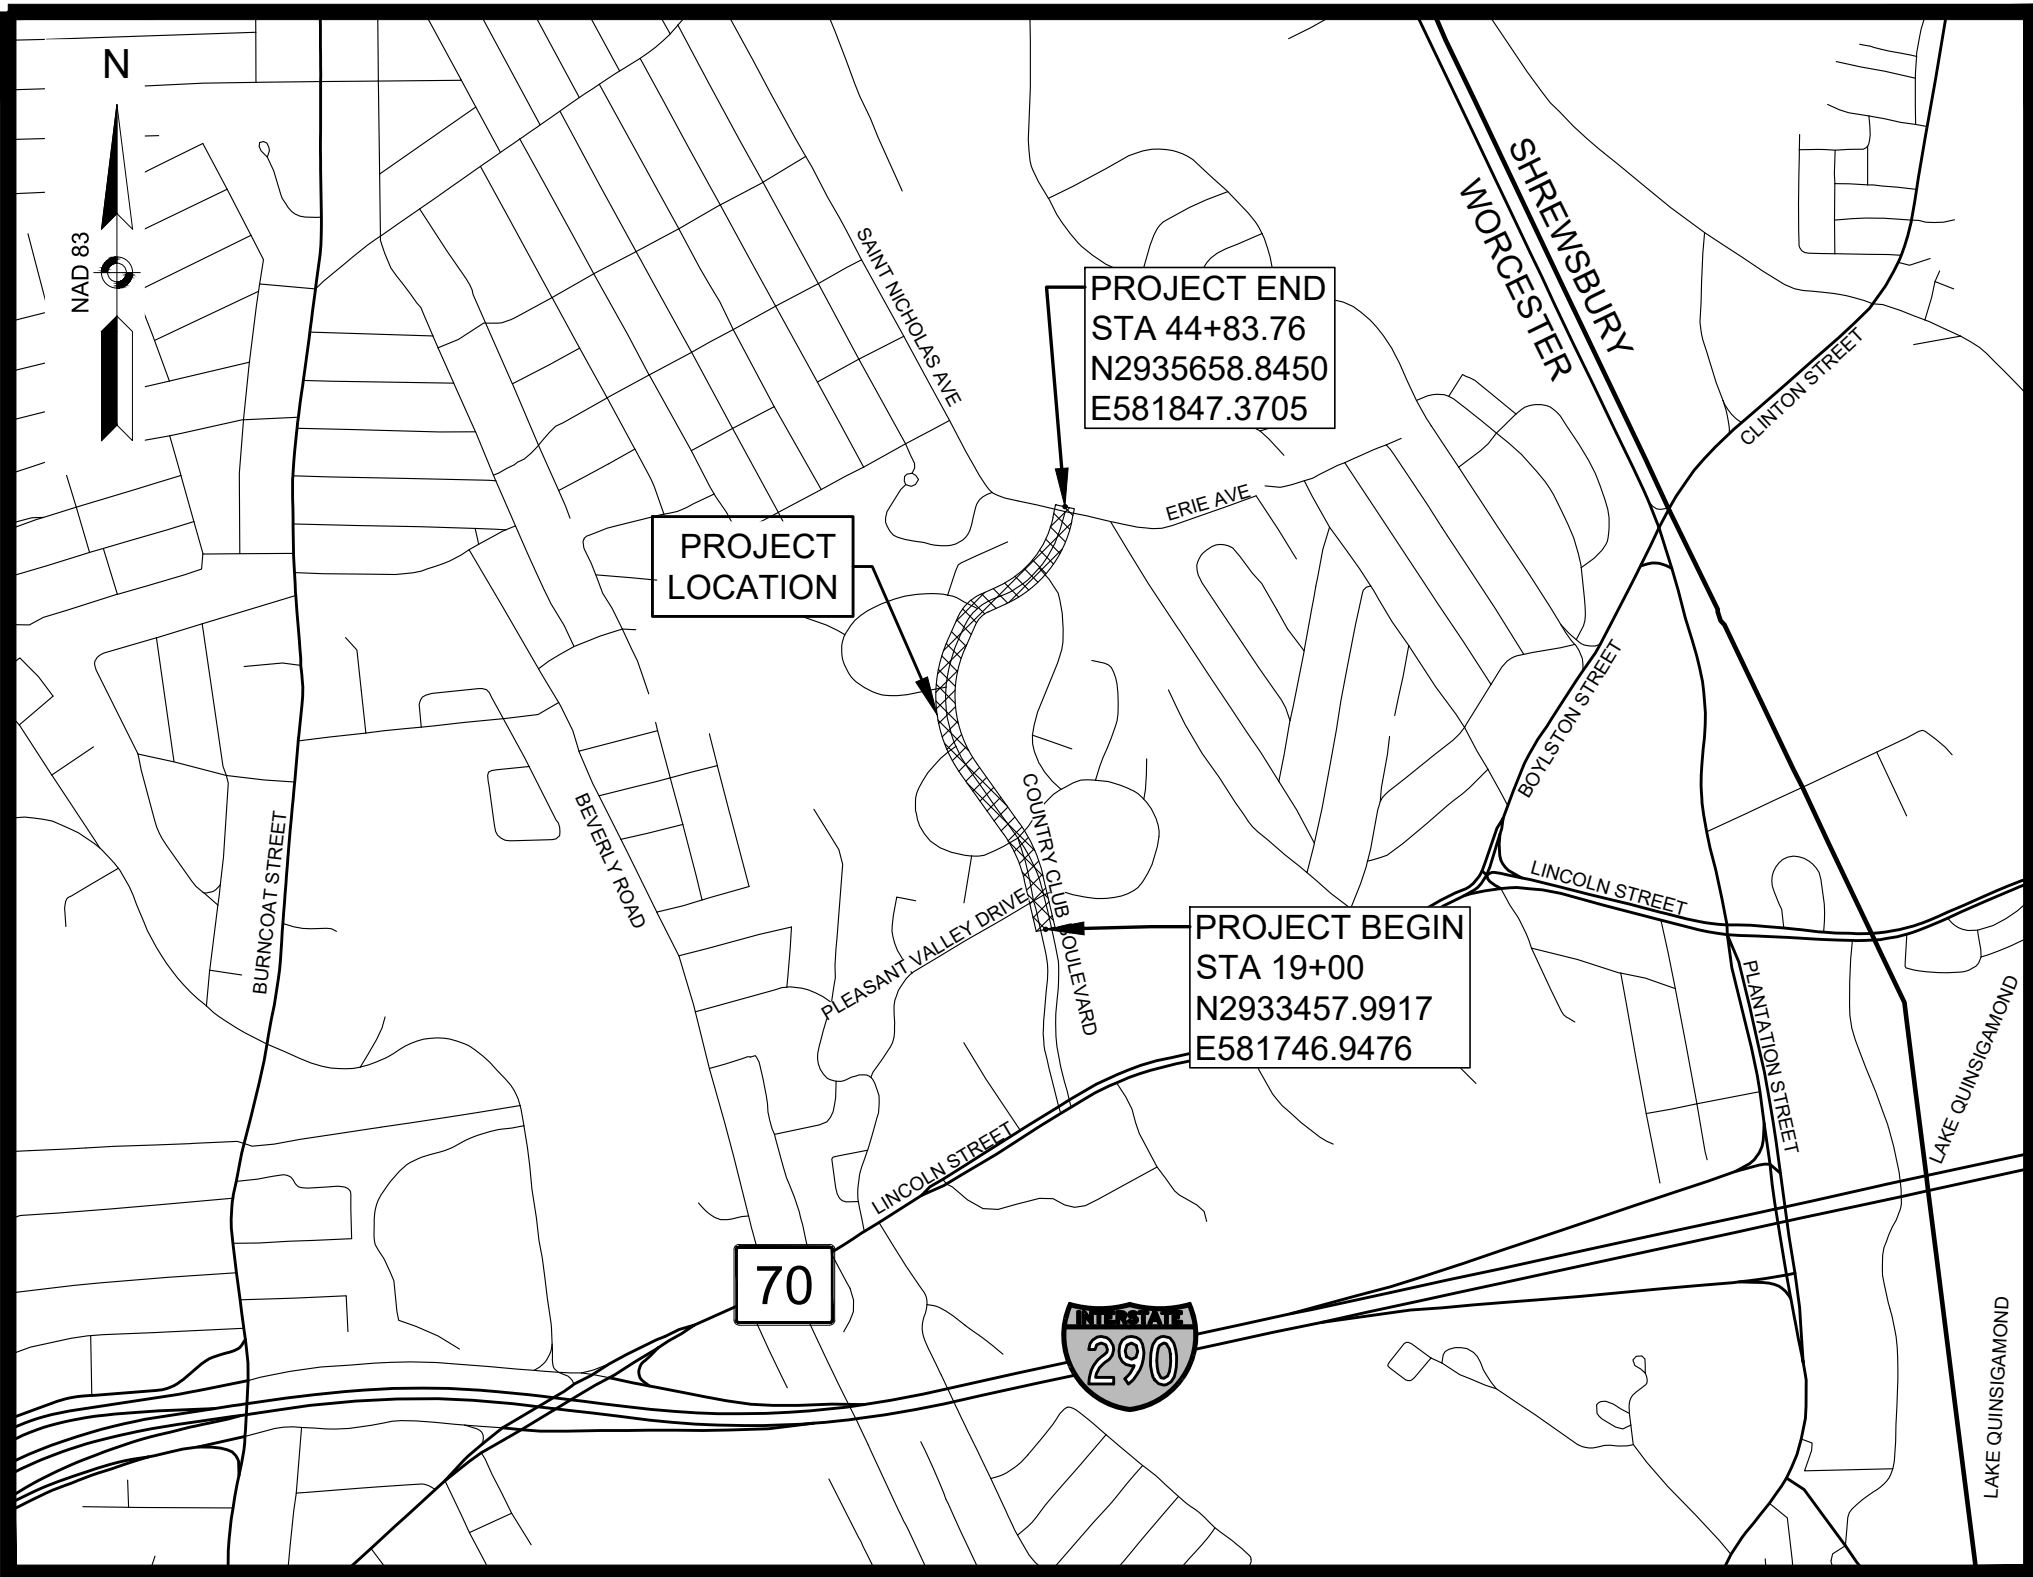 N
NAD 83
SHREWSBURY
WORCESTER
SAINT NICHOLAS AVE
PROJECT END
STA 44+83.76
N2935658.8450
E581847.3705
CLINTON STREET
ERIE AVE
PROJECT
LOCATION
BOYLSTON STREET
COUNTRY CLUB BOULEVARD
BEVERLY ROAD
BURNCOAT STREET
LINCOLN STREET
PLEASANT VALLEY DRIVE
PROJECT BEGIN
STA 19+00
N2933457.9917
E581746.9476
PLANTATION STREET
LAKE QUINSIGAMOND
LINCOLN STREET
70
INTERSTATE
290
LAKE QUINSIGAMOND